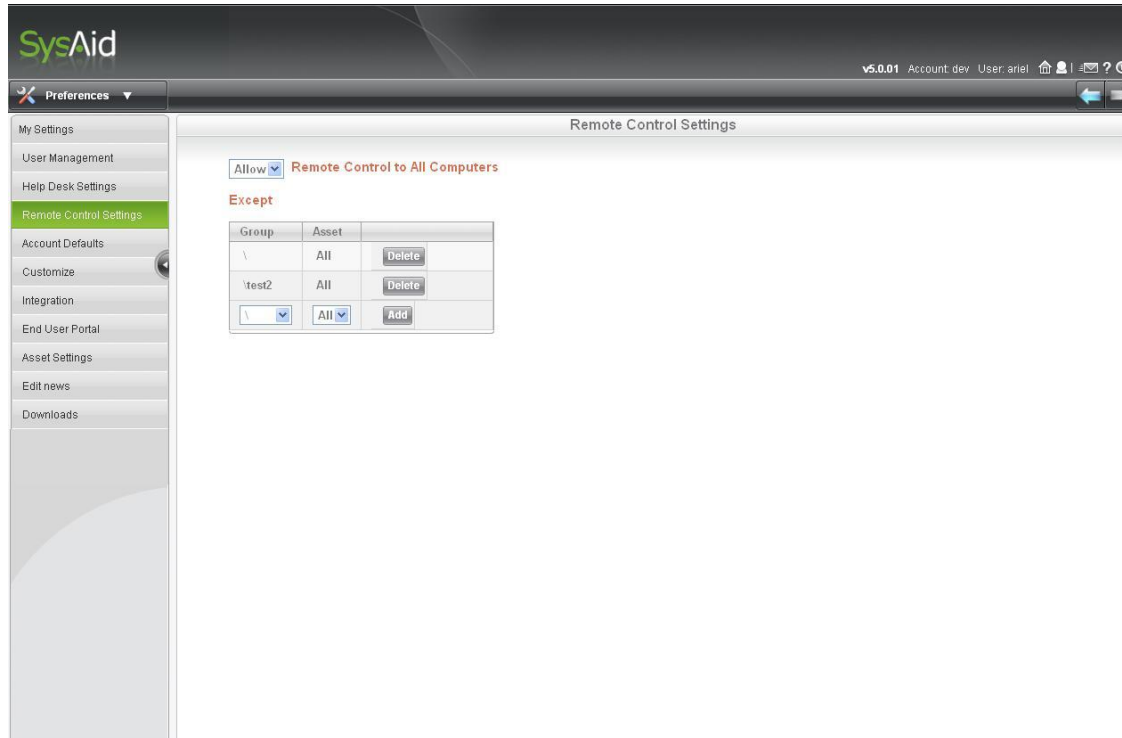 SysAid
v5.0.01 Account: dev User: ariel
Preferences
Remote Control Settings
My Settings
User Management
Help Desk Settings
Remote Control Settings
Account Defaults
Customize
Integration
End User Portal
Asset Settings
Edit news
Downloads
Allow Remote Control to All Computers
Except
Group Asset
\ All Delete
\test2 All Delete
\ All Add